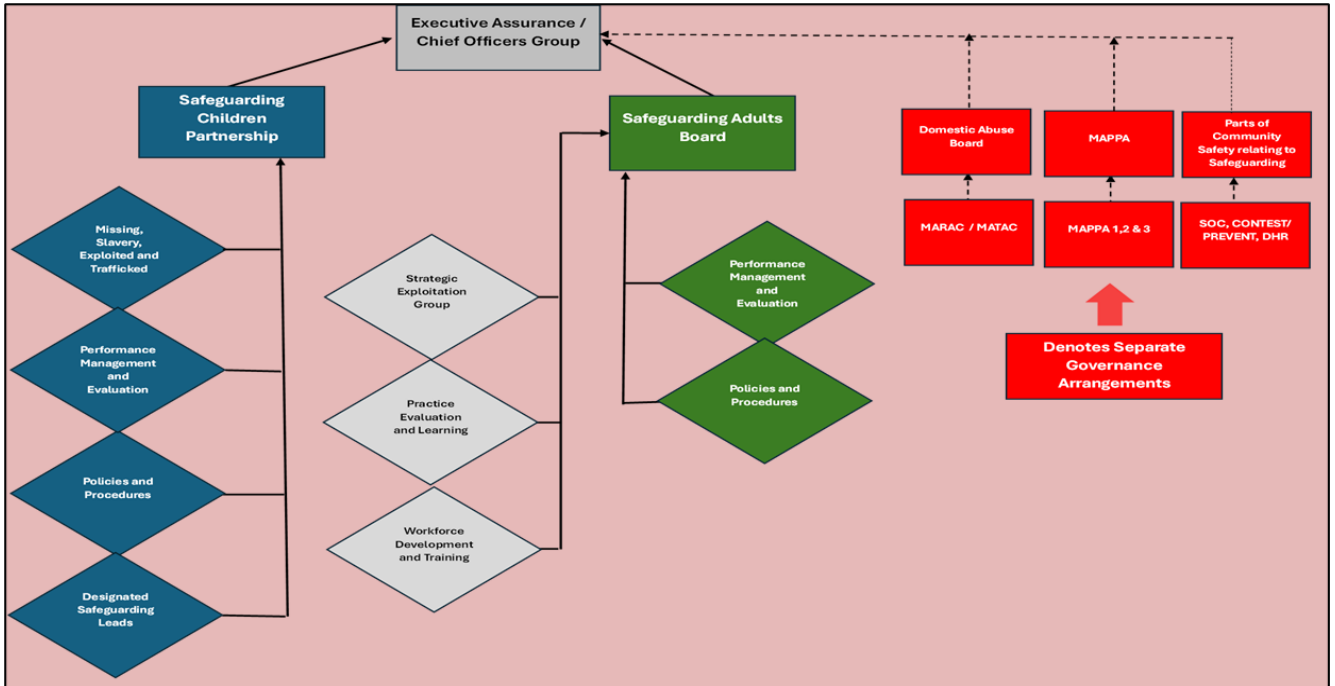 Executive Assurance /
Chief Officers Group
Safeguarding
Children
Partnership
Safeguarding Adults
Board
Domestic Abuse
Board
MAPPA
Parts of
Community
Safety relating to
Safeguarding
MARAC / MATAC
MAPPA 1,2 & 3
SOC, CONTEST/
PREVENT, DHR
Missing,
Slavery,
Exploited and
Trafficked
Strategic
Exploitation
Group
Performance
Management
and
Evaluation
Denotes Separate
Governance
Arrangements
Performance
Management
and
Evaluation
Practice
Evaluation
and Learning
Policies and
Procedures
Policies and
Procedures
Workforce
Development
and Training
Designated
Safeguarding
Leads